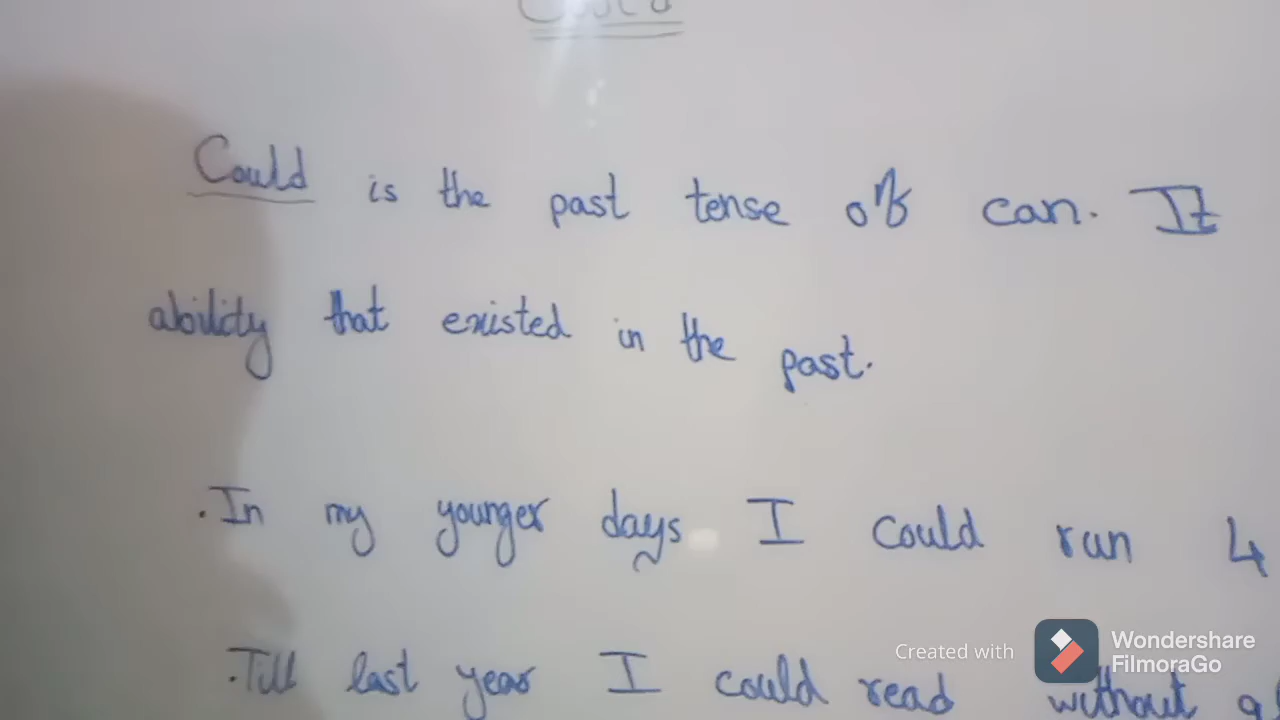 Could is the past tense of can. It
ability that existed in the past.
. In my younger days I could run 4
. Till last year I could read without
Created with Wondershare FilmoraGo